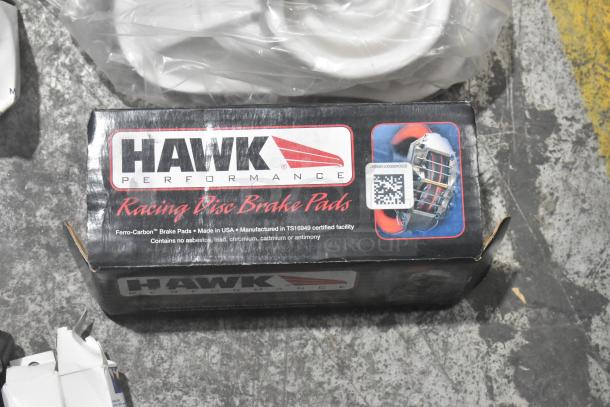 HAWK®
PERFORMANCE
Racing Disc Brake Pads
Ferro-Carbon™ Brake Pads • Made in USA • Manufactured in TS16949 certified facility
Contains no asbestos, lead, chromium, cadmium or antimony
HAWK
PERFORMANCE